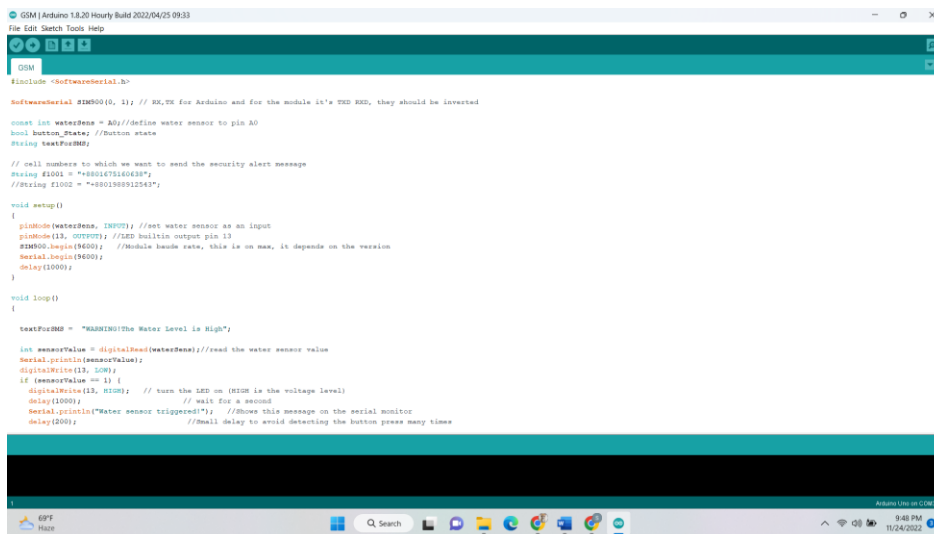 GSM | Arduino 1.8.20 Hourly Build 2022/04/25 09:33
File Edit Sketch Tools Help
GSM
#include <SoftwareSerial.h>
SoftwareSerial SIM900(0, 1); // RX,TX for Arduino and for the module it's TXD RXD, they should be inverted
const int waterSens = A0;//define water sensor to pin A0
bool button_State; //Button state
String textForSMS;
// cell numbers to which we want to send the security alert message
String f1001 = "+8801675160638";
//String f1002 = "+8801988912543";
void setup()
{
pinMode(waterSens, INPUT); //set water sensor as an input
pinMode(13, OUTPUT); //LED builtin output pin 13
SIM900.begin(9600); //Module baude rate, this is on max, it depends on the version
Serial.begin(9600);
delay(1000);
}
void loop()
{
textForSMS = "WARNING!The Water Level is High";
int sensorValue = digitalRead(waterSens);//read the water sensor value
Serial.println(sensorValue);
digitalWrite(13, LOW);
if (sensorValue == 1) {
digitalWrite(13, HIGH); // turn the LED on (HIGH is the voltage level)
delay(1000); // wait for a second
Serial.println("Water sensor triggered!"); //Shows this message on the serial monitor
delay(200); //Small delay to avoid detecting the button press many times
1
Arduino Uno on COM
69°F
Haze
Search
9:48 PM
11/24/2022
3